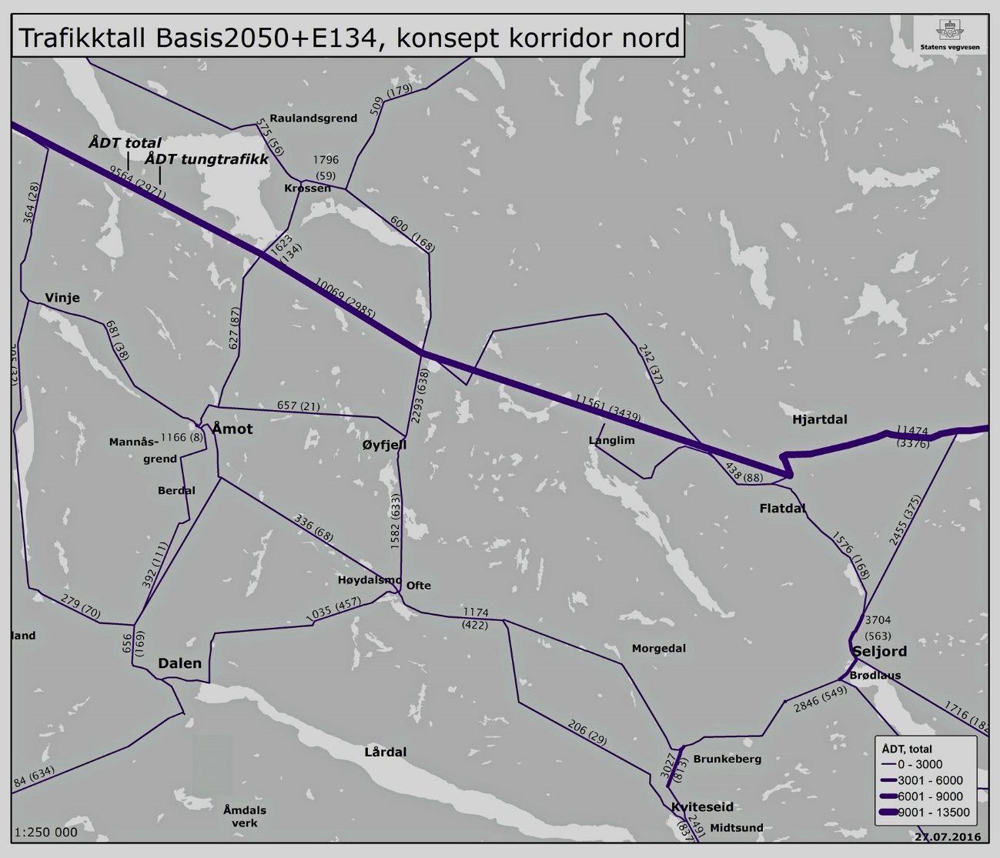 Trafikktall Basis2050+E134, konsept korridor nord
Statens vegvesen
509 (179)
Raulandsgrend
575 (56)
ÅDT total
ÅDT tungtrafikk
1796
(59)
9564 (2971)
Krossen
364 (28)
600 (168)
1623
(134)
10069 (2985)
Vinje
681 (38)
627 (87)
242 (37)
2293 (638)
657 (21)
11561 (3439)
Åmot
Hjartdal
11474
(3376)
Mannås-
grend
1166 (8)
Øyfjell
Langlim
438 (88)
Berdal
Flatdal
1582 (633)
2455 (375)
336 (68)
1576 (168)
392 (111)
Høydalsmo
Ofte
279 (70)
1035 (457)
1174
(422)
3704
(563)
land
656
(169)
Morgedal
Seljord
Dalen
Brødlaus
2846 (549)
1716 (182
206 (29)
Lårdal
Brunkeberg
3027
(813)
84 (634)
Kviteseid
Åmdals
verk
2491
(837
Midtsund
ÅDT, total
0 - 3000
3001 - 6000
6001 - 9000
9001 - 13500
1:250 000
27.07.2016